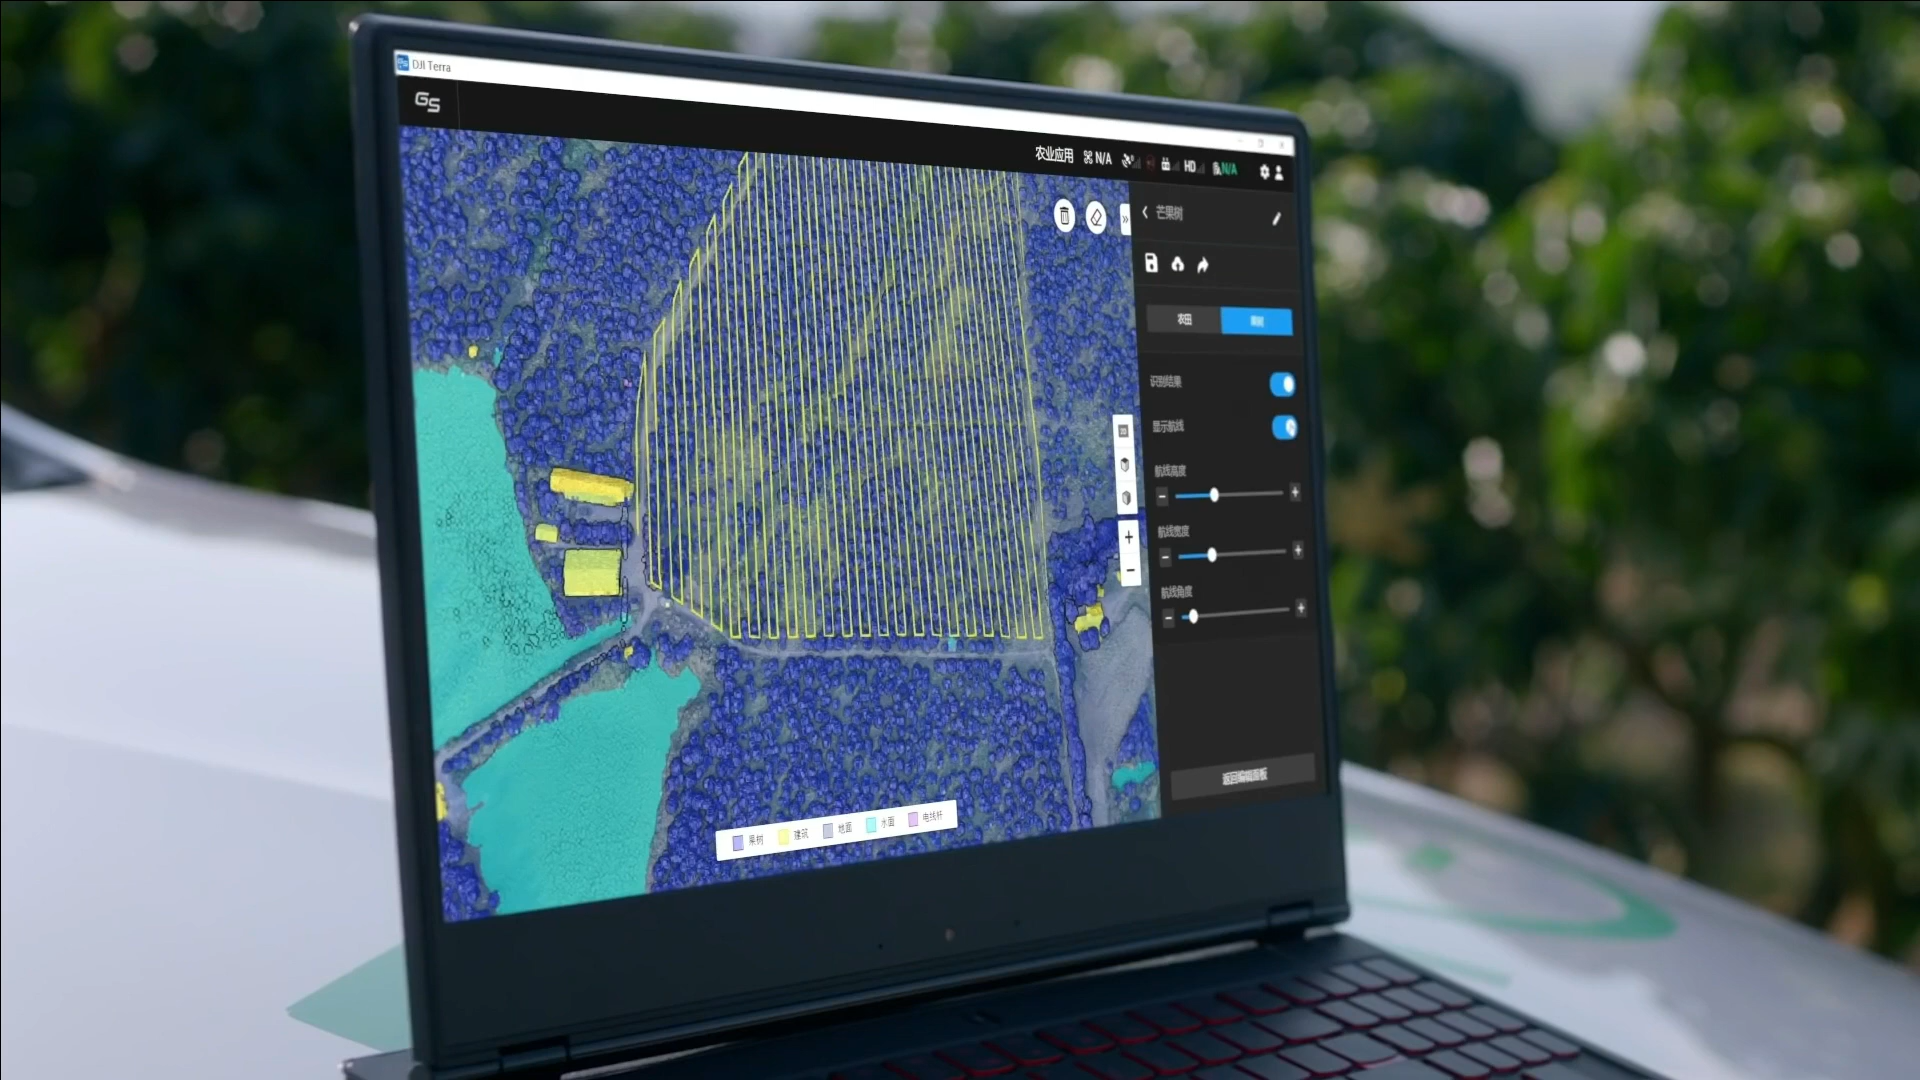 DJI Terra
GS
农业应用 N/A HD N/A
芒果树
农田 果树
识别结果
显示航线
航线高度
航线宽度
航线角度
返回编辑面板
果树 建筑 地面 水面 电线杆